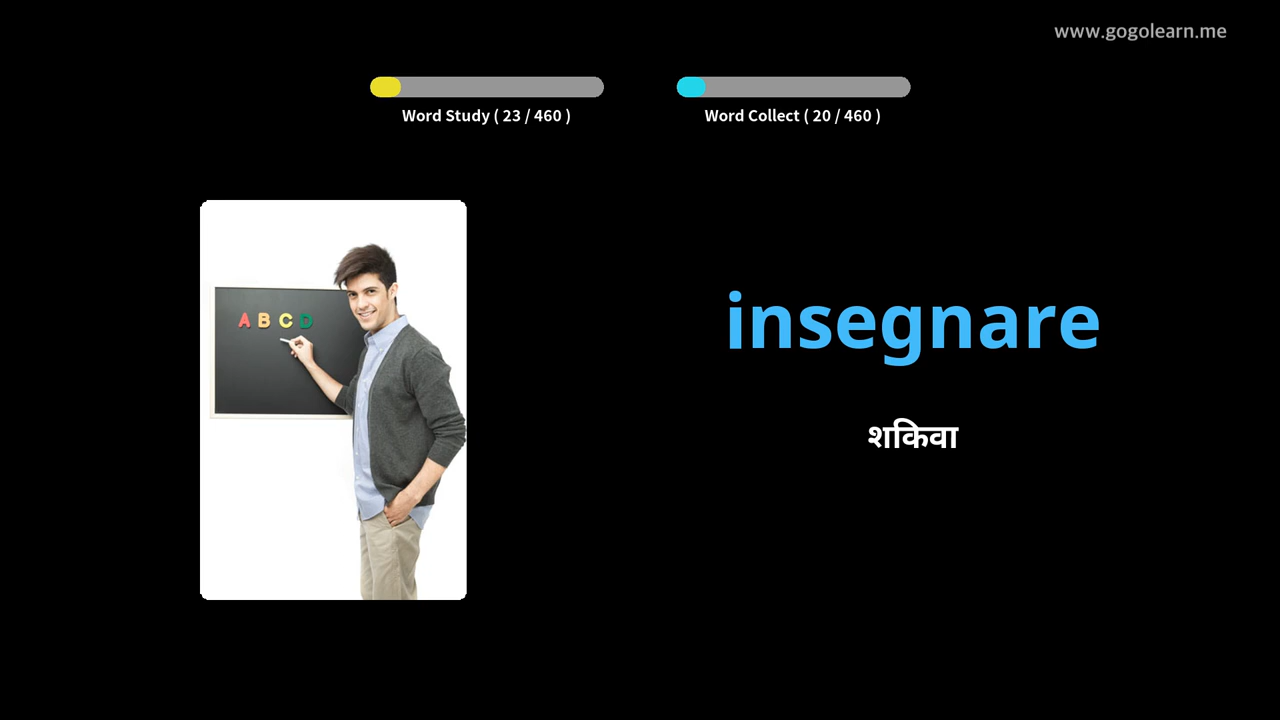 www.gogolearn.me
Word Study ( 23 / 460 )
Word Collect ( 20 / 460 )
A B C D
insegnare
शकिवा